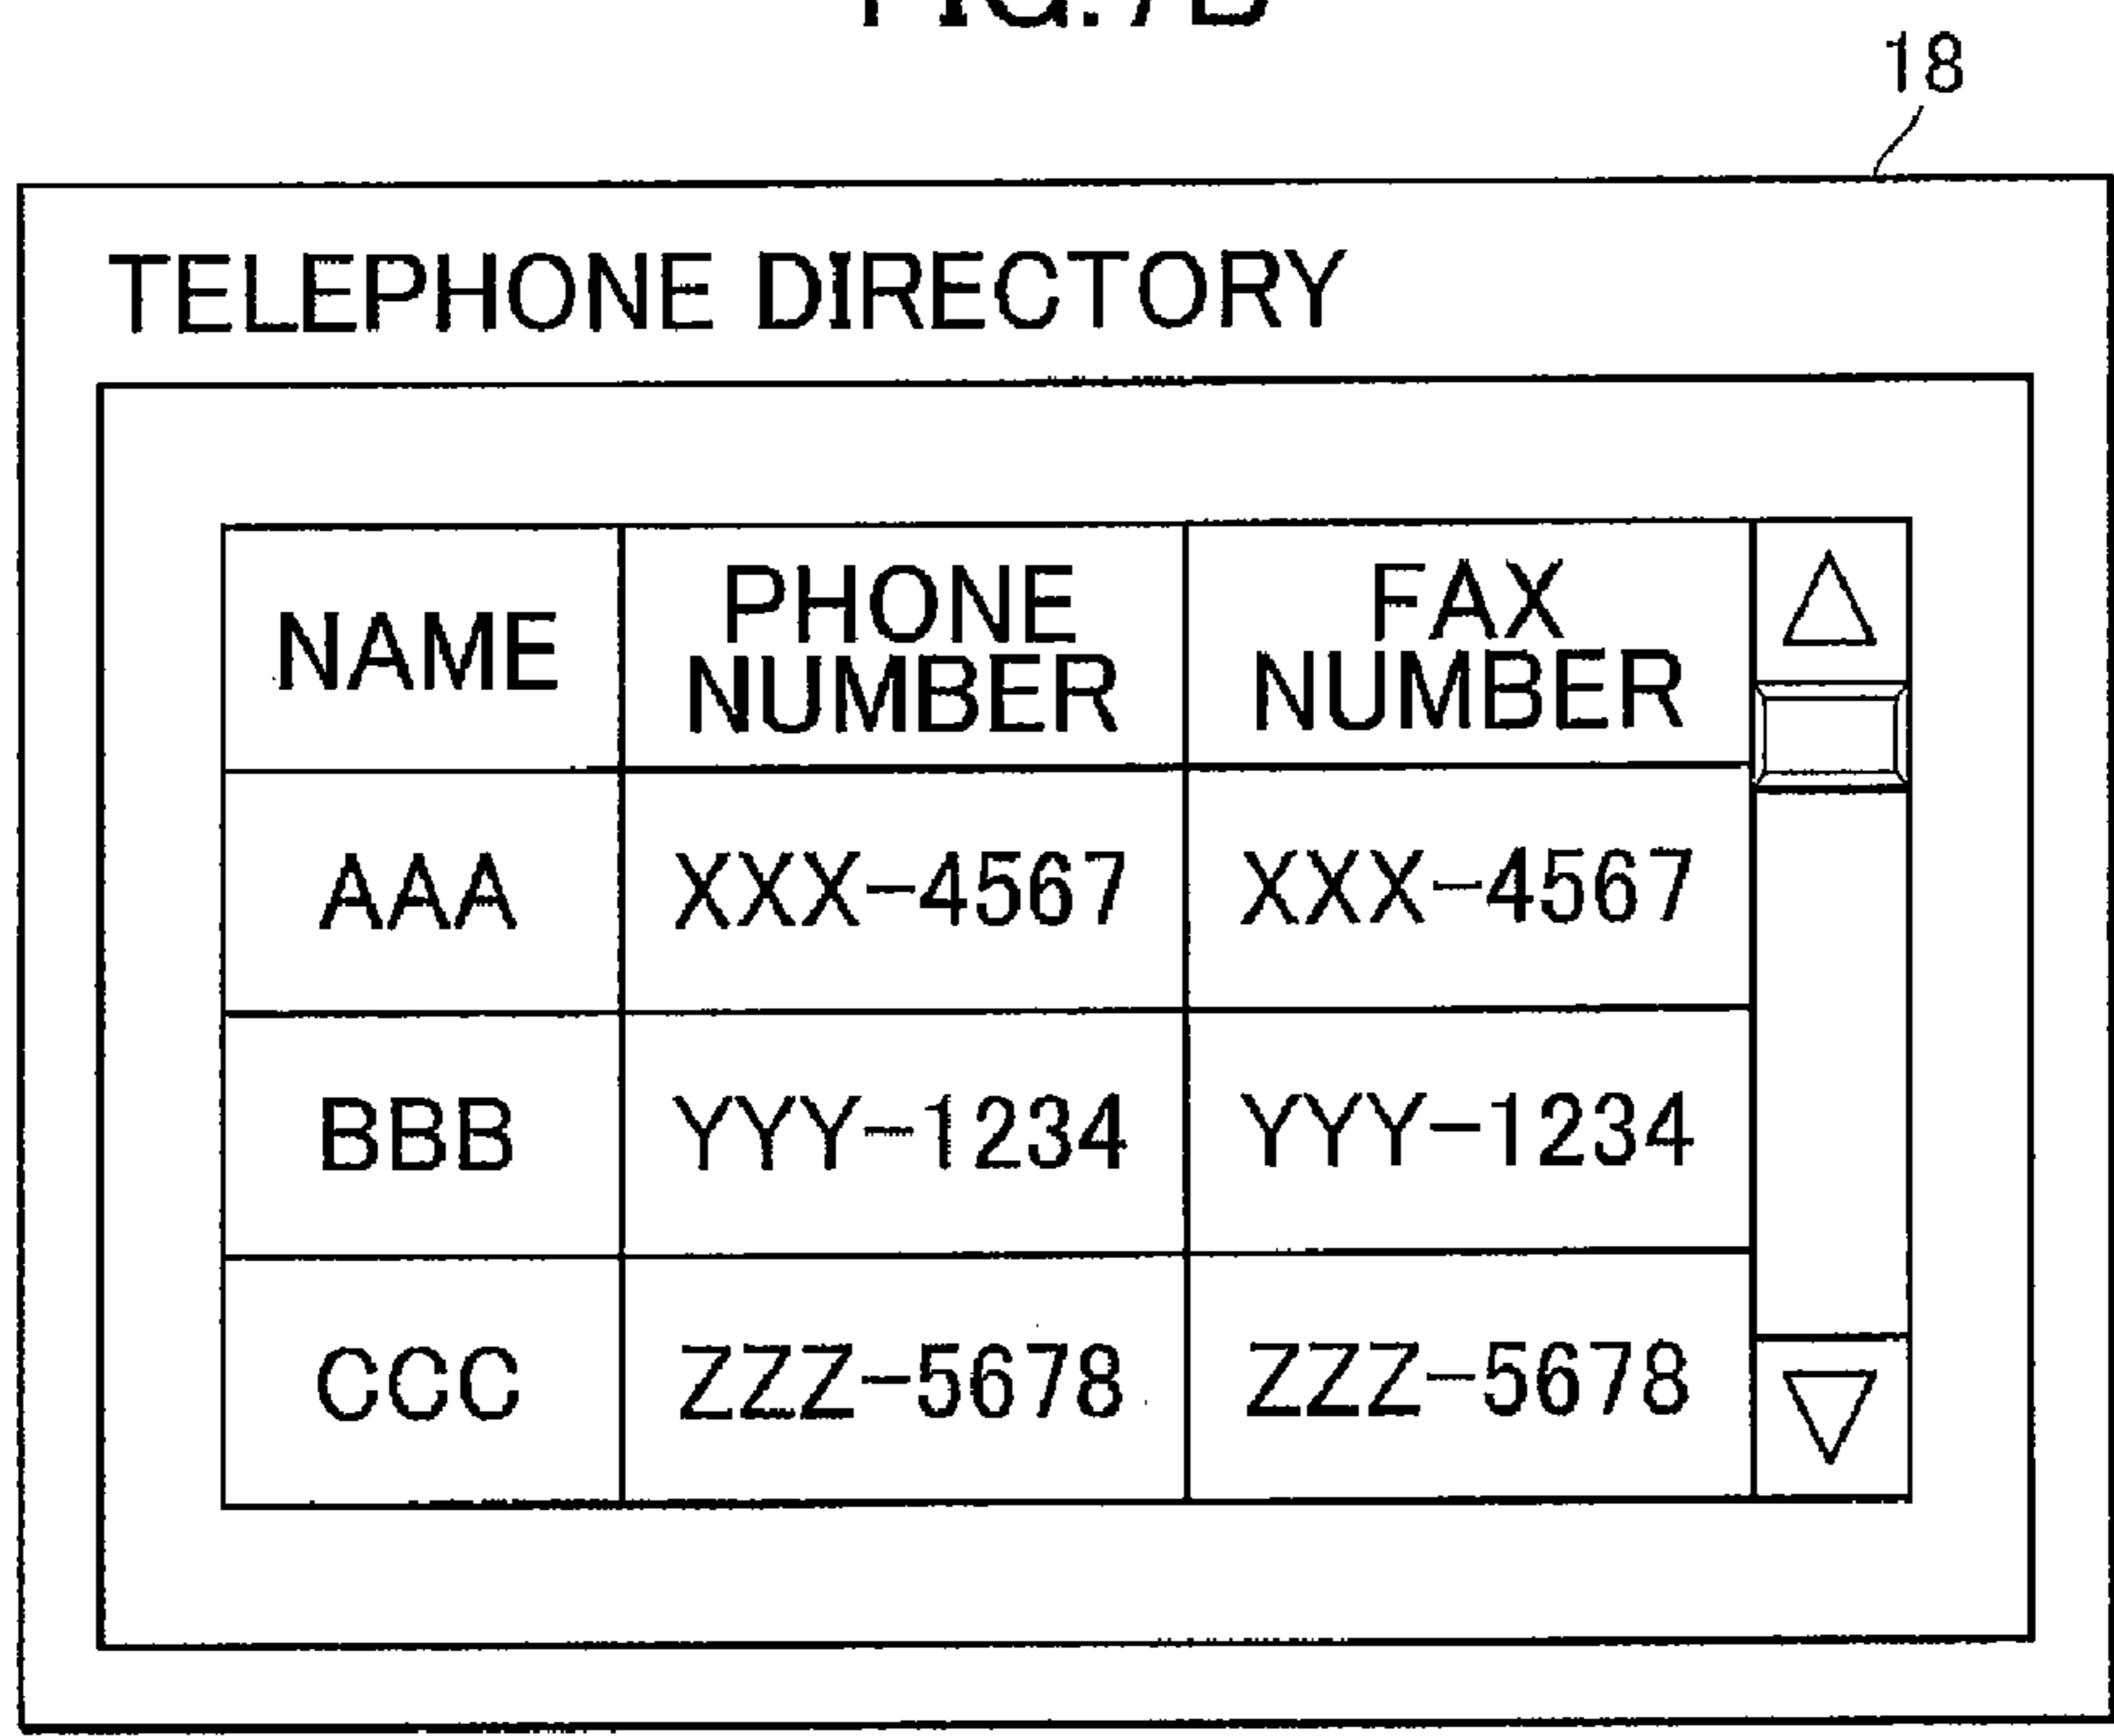 18
TELEPHONE DIRECTORY
NAME PHONE NUMBER FAX NUMBER
AAA XXX-4567 XXX-4567
BBB YYY-1234 YYY-1234
CCC ZZZ-5678 ZZZ-5678